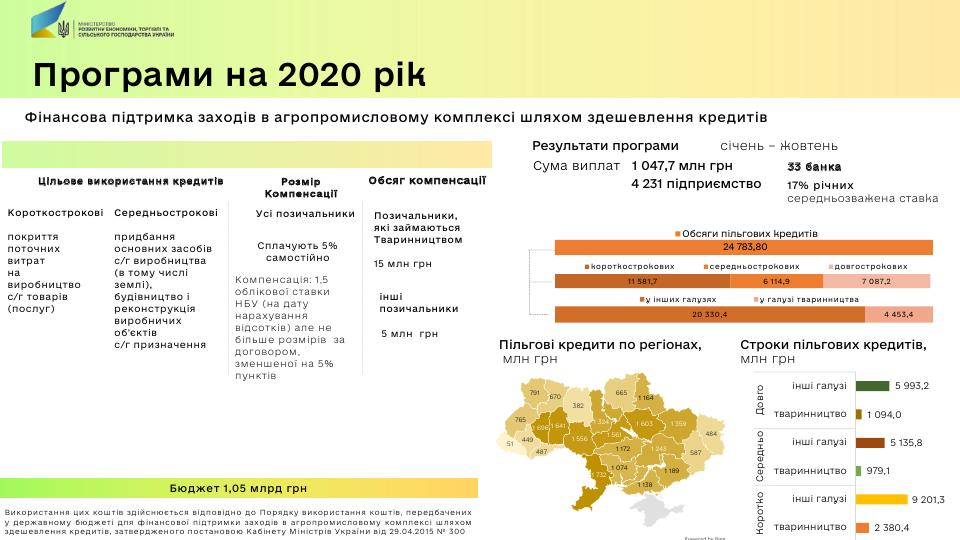 МІНІСТЕРСТВО
РОЗВИТКУ ЕКОНОМІКИ, ТОРГІВЛІ ТА
СІЛЬСЬКОГО ГОСПОДАРСТВА УКРАЇНИ
Програми на 2020 рік
Фінансова підтримка заходів в агропромисловому комплексі шляхом здешевлення кредитів
Цільове використання кредитів
Розмір
Компенсації
Обсяг компенсації
Короткострокові
покриття
поточних
витрат
на
виробництво
с/г товарів
(послуг)
Середньострокові
придбання
основних засобів
с/г виробництва
(в тому числі
землі),
будівництво і
реконструкція
виробничих
об'єктів
с/г призначення
Усі позичальники
Сплачують 5%
самостійно
Компенсація: 1,5
облікової ставки
НБУ (на дату
нарахування
відсотків) але не
більше розмірів за
договором,
зменшеної на 5%
пунктів
Позичальники,
які займаються
Тваринництвом
15 млн грн
інші
позичальники
5 млн грн
Бюджет 1,05 млрд грн
Використання цих коштів здійснюється відповідно до Порядку використання коштів, передбачених
у державному бюджеті для фінансової підтримки заходів в агропромисловому комплексі шляхом
здешевлення кредитів, затвердженого постановою Кабінету Міністрів України від 29.04.2015 № 300
Результати програми січень – жовтень
Сума виплат 1 047,7 млн грн 33 банка
4 231 підприємство 17% річних
середньозважена ставка
Обсяги пільгових кредитів
24 783,80
короткострокових середньострокових довгострокових
11 581,7 6 114,9 7 087,2
у інших галузях у галузі тваринництва
20 330,4 4 453,4
Пільгові кредити по регіонах,
млн грн
791
670
382
665
1 164
765
1 696
1 641
1 324
1 603
1 359
484
51
449
487
1 556
1 561
1 172
1 243
587
1 732
1 074
1 189
1 138
Powered by Bing
Строки пільгових кредитів,
млн грн
Довго
інші галузі 5 993,2
тваринництво 1 094,0
Середньо
інші галузі 5 135,8
тваринництво 979,1
Коротко
інші галузі 9 201,3
тваринництво 2 380,4